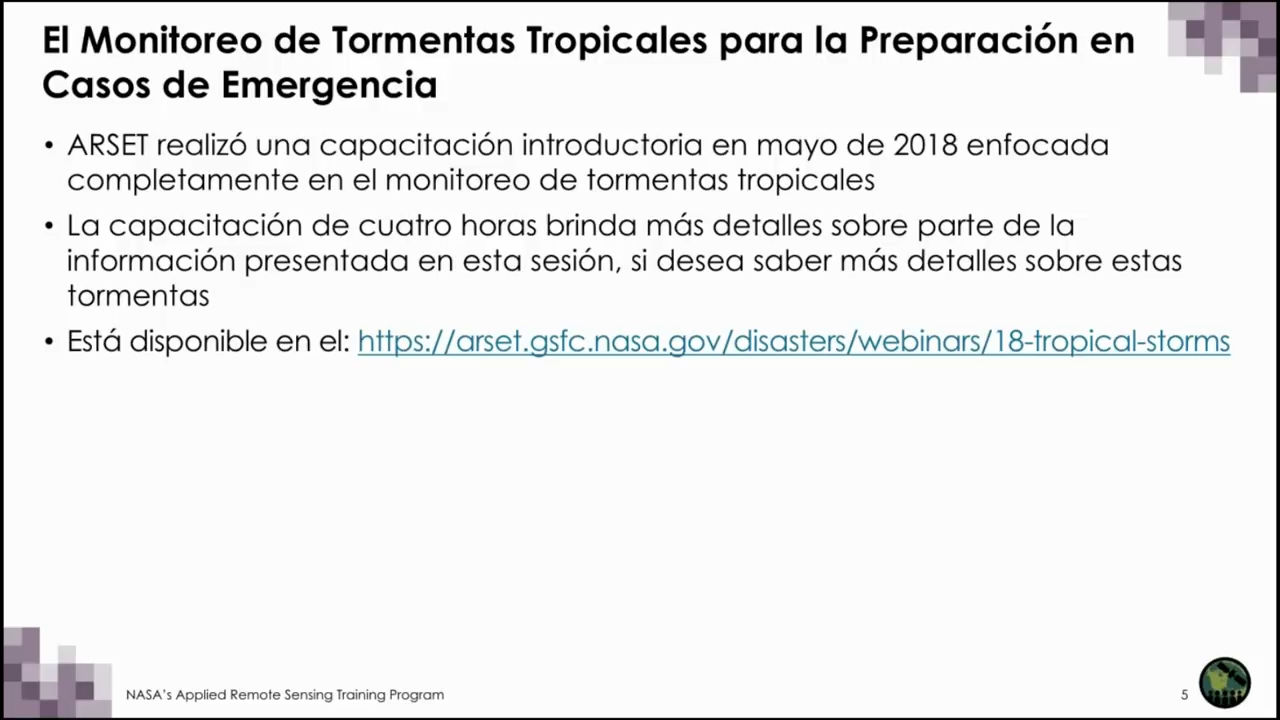 El Monitoreo de Tormentas Tropicales para la Preparación en
Casos de Emergencia
• ARSET realizó una capacitación introductoria en mayo de 2018 enfocada
completamente en el monitoreo de tormentas tropicales
• La capacitación de cuatro horas brinda más detalles sobre parte de la
información presentada en esta sesión, si desea saber más detalles sobre estas
tormentas
• Está disponible en el: https://arset.gsfc.nasa.gov/disasters/webinars/18-tropical-storms
NASA's Applied Remote Sensing Training Program
5